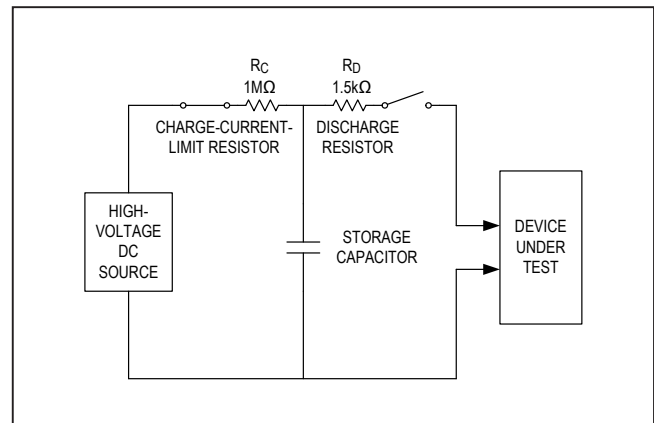 RC
1MΩ
RD
1.5kΩ
CHARGE-CURRENT-
LIMIT RESISTOR
DISCHARGE
RESISTOR
HIGH-
VOLTAGE
DC
SOURCE
STORAGE
CAPACITOR
DEVICE
UNDER
TEST